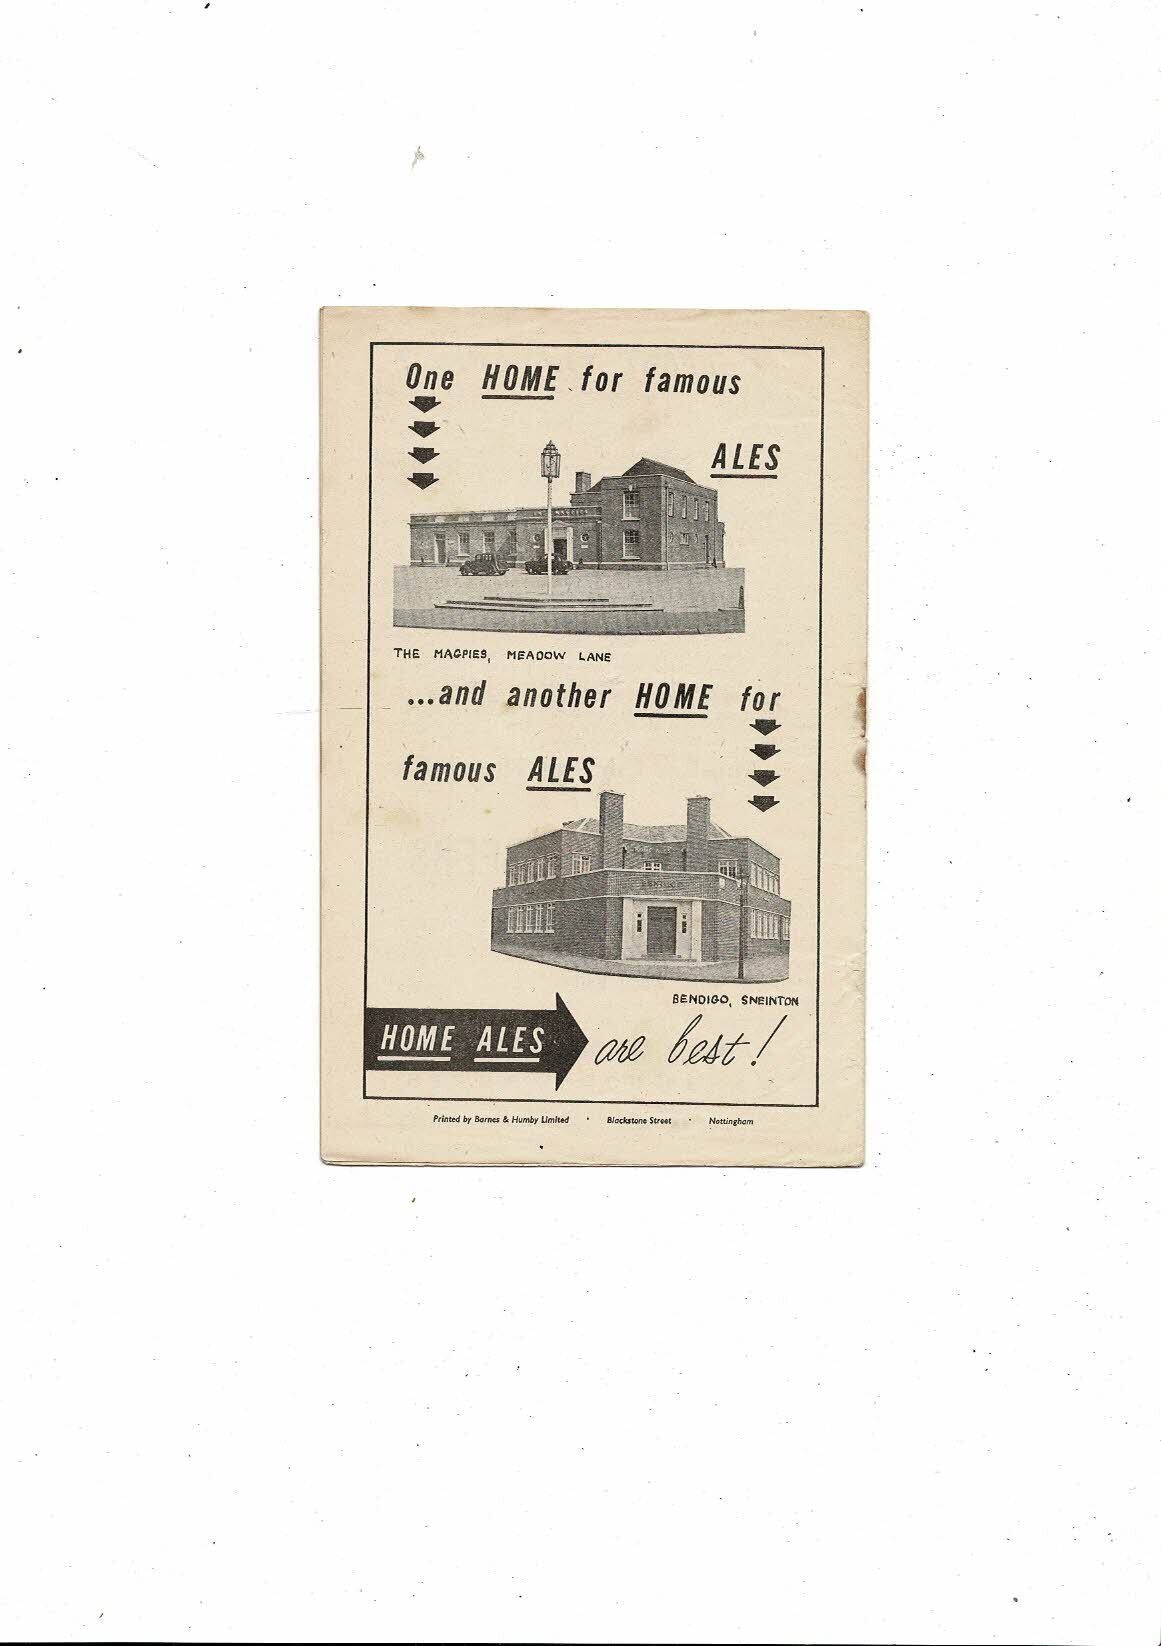 One HOME for famous
ALES
THE MAGPIES, MEADOW LANE
...and another HOME for
famous ALES
BENDIGO
BENDIGO, SNEINTON
HOME ALES are best!
Printed by Barnes & Humby Limited · Blackstone Street · Nottingham